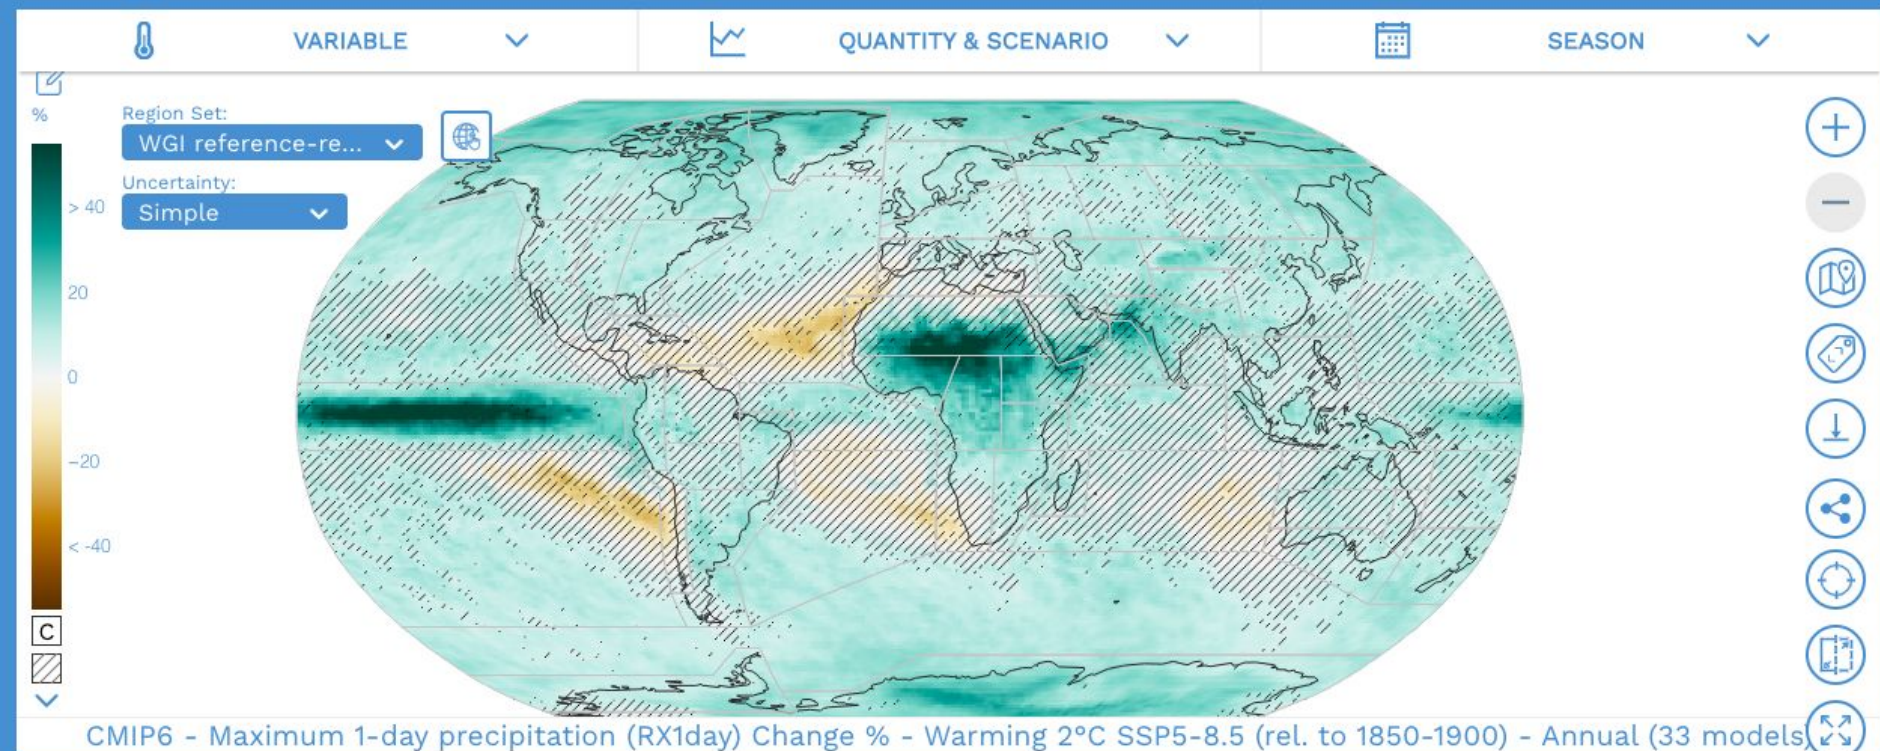 VARIABLE
QUANTITY & SCENARIO
SEASON
%
Region Set:
WGI reference-re...
Uncertainty:
Simple
> 40
20
0
−20
< -40
C
CMIP6 - Maximum 1-day precipitation (RX1day) Change % - Warming 2°C SSP5-8.5 (rel. to 1850-1900) - Annual (33 models)